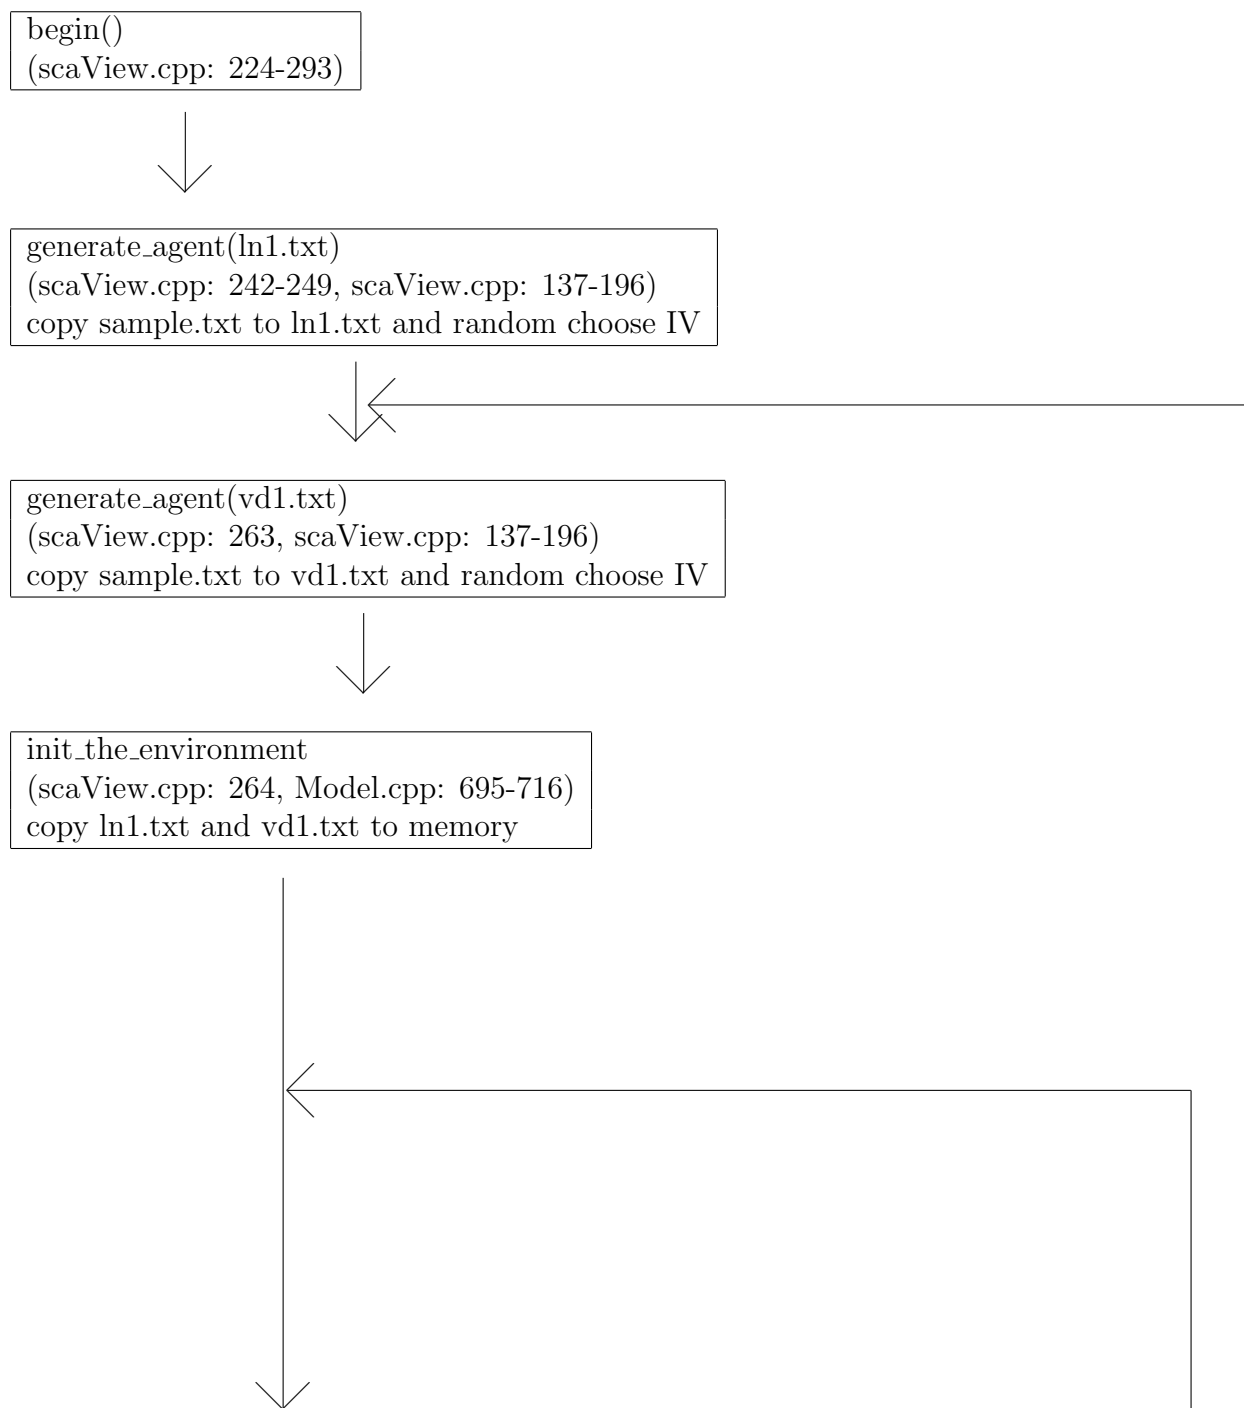 begin()
(scaView.cpp: 224-293)
generate_agent(ln1.txt)
(scaView.cpp: 242-249, scaView.cpp: 137-196)
copy sample.txt to ln1.txt and random choose IV
generate_agent(vd1.txt)
(scaView.cpp: 263, scaView.cpp: 137-196)
copy sample.txt to vd1.txt and random choose IV
init_the_environment
(scaView.cpp: 264, Model.cpp: 695-716)
copy ln1.txt and vd1.txt to memory